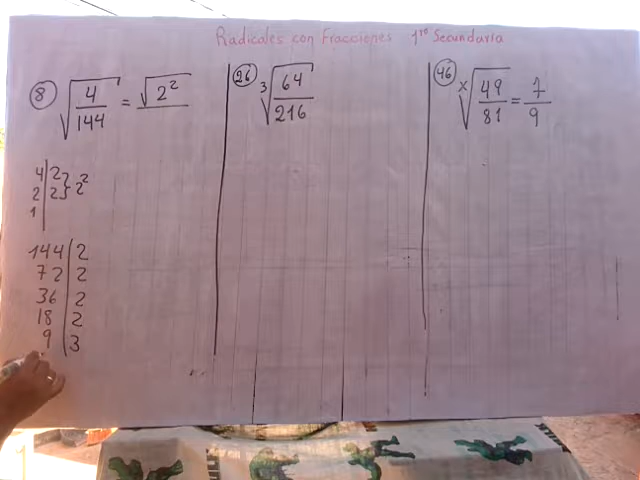 Radicales con Fracciones 1ro Secundaria
8 √(4/144) = √2²/
4 | 2
2 | 2 } 2²
1 |
144 | 2
72 | 2
36 | 2
18 | 2
9 | 3
26 ³√(64/216)
46 ˣ√(49/81) = 7/9